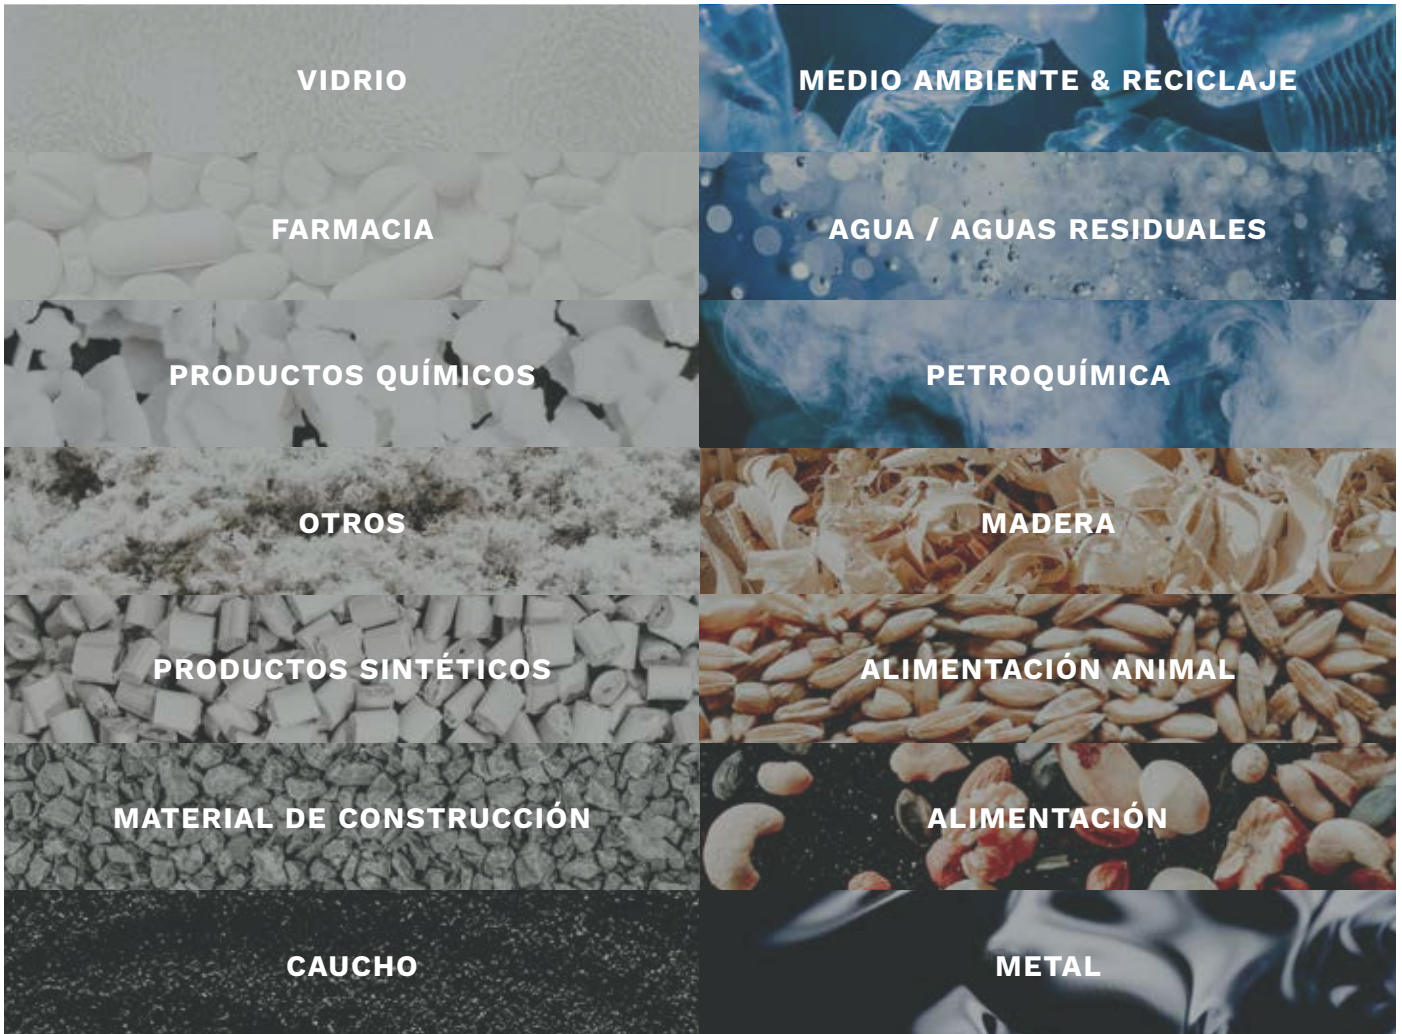 VIDRIO
MEDIO AMBIENTE & RECICLAJE
FARMACIA
AGUA / AGUAS RESIDUALES
PRODUCTOS QUÍMICOS
PETROQUÍMICA
OTROS
MADERA
PRODUCTOS SINTÉTICOS
ALIMENTACIÓN ANIMAL
MATERIAL DE CONSTRUCCIÓN
ALIMENTACIÓN
CAUCHO
METAL